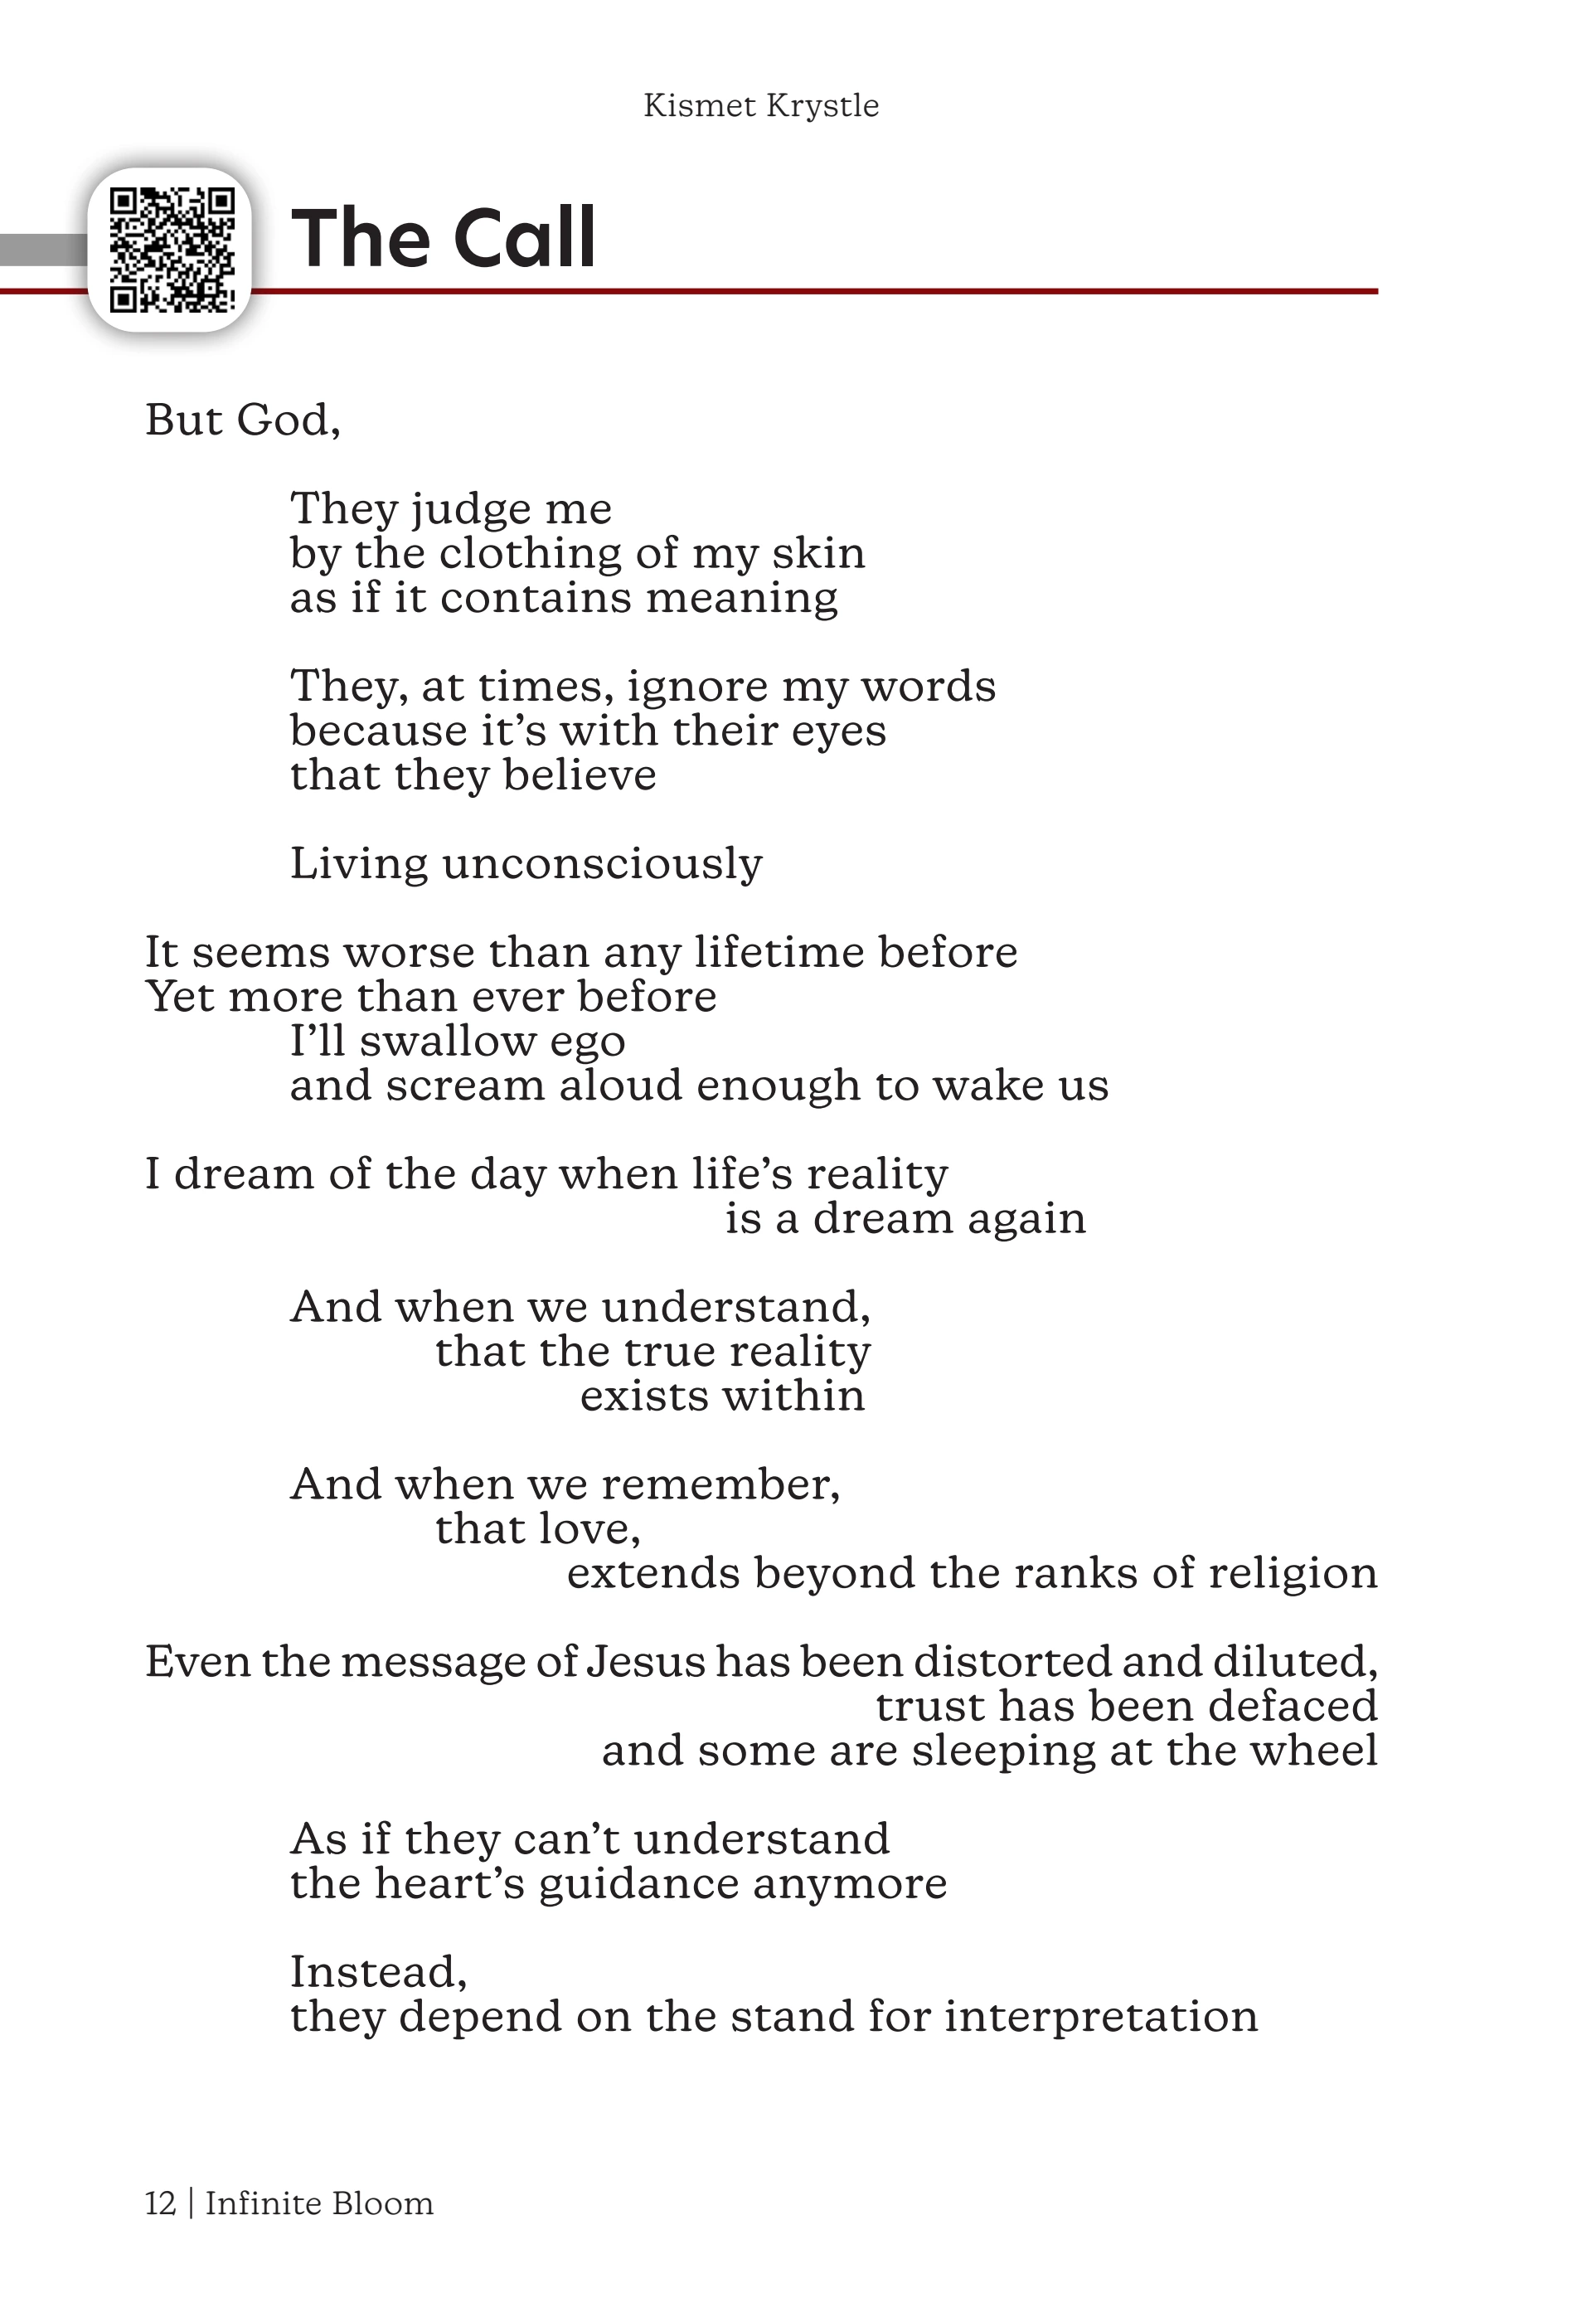 Kismet Krystle
The Call
But God,
They judge me
by the clothing of my skin
as if it contains meaning
They, at times, ignore my words
because it’s with their eyes
that they believe
Living unconsciously
It seems worse than any lifetime before
Yet more than ever before
I’ll swallow ego
and scream aloud enough to wake us
I dream of the day when life’s reality
is a dream again
And when we understand,
that the true reality
exists within
And when we remember,
that love,
extends beyond the ranks of religion
Even the message of Jesus has been distorted and diluted,
trust has been defaced
and some are sleeping at the wheel
As if they can’t understand
the heart’s guidance anymore
Instead,
they depend on the stand for interpretation
12 | Infinite Bloom